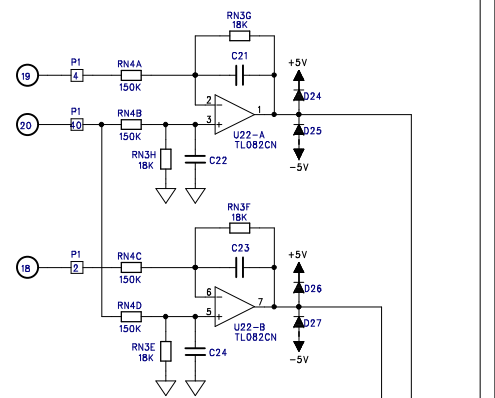 RN3G
18K
P1
RN4A
C21
+5V
19
4
150K
D24
P1
RN4B
2
1
20
40
3
150K
U22-A
D25
RN3H
TL082CN
18K
C22
-5V
RN3F
18K
P1
RN4C
C23
+5V
18
2
150K
D26
RN4D
6
7
5
150K
U22-B
D27
RN3E
TL082CN
18K
C24
-5V